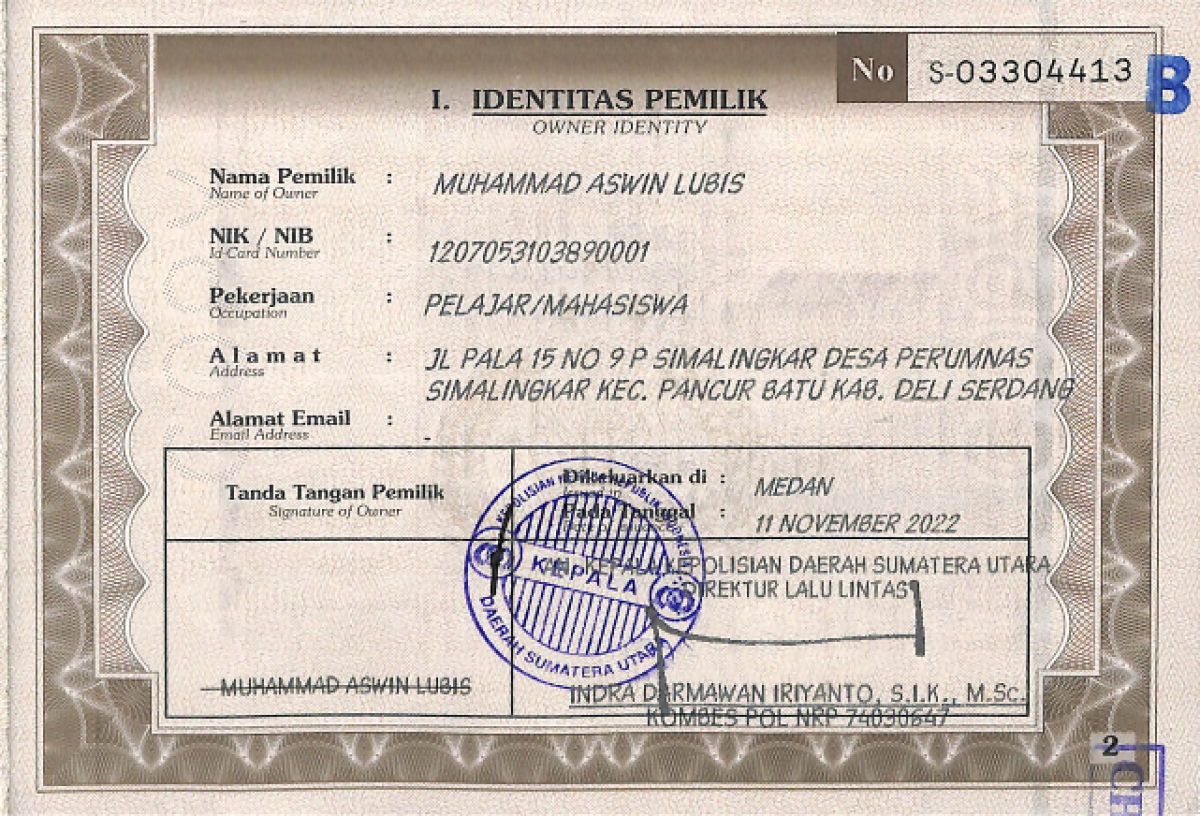 No S-03304413 B
I. IDENTITAS PEMILIK
OWNER IDENTITY
Nama Pemilik : MUHAMMAD ASWIN LUBIS
Name of Owner
NIK / NIB : 1207053103890001
Id-Card Number
Pekerjaan : PELAJAR/MAHASISWA
Occupation
Alamat : JL PALA 15 NO 9 P SIMALINGKAR DESA PERUMNAS
Address
SIMALINGKAR KEC. PANCUR BATU KAB. DELI SERDANG
Alamat Email : -
Email Address
Tanda Tangan Pemilik
Signature of Owner
Dikeluarkan di : MEDAN
Pada Tanggal : 11 NOVEMBER 2022
KEPALA KEPOLISIAN DAERAH SUMATERA UTARA
DIREKTUR LALU LINTAS
KEPOLISIAN REPUBLIK INDONESIA
KEPALA
DAERAH SUMATERA UTARA
MUHAMMAD ASWIN LUBIS
INDRA DARMAWAN IRIYANTO, S.I.K., M.Sc.
KOMBES POL NRP 74030647
2
CH